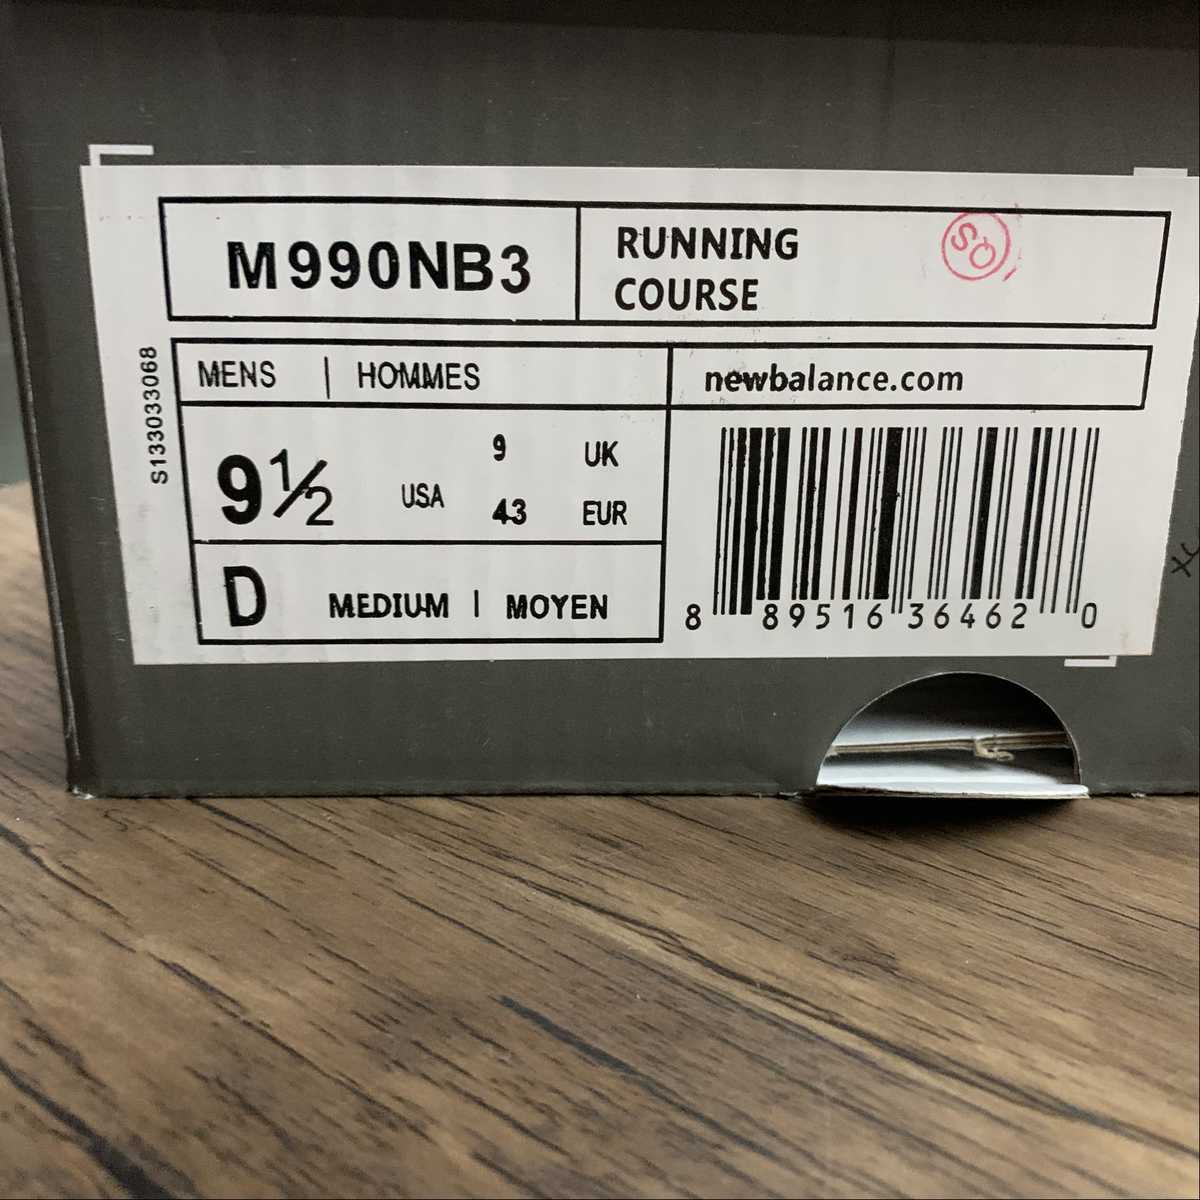 M990NB3
RUNNING
COURSE
SO
S133033068
MENS | HOMMES
newbalance.com
9½ USA
9 UK
43 EUR
D
MEDIUM | MOYEN
8 89516 36462 0